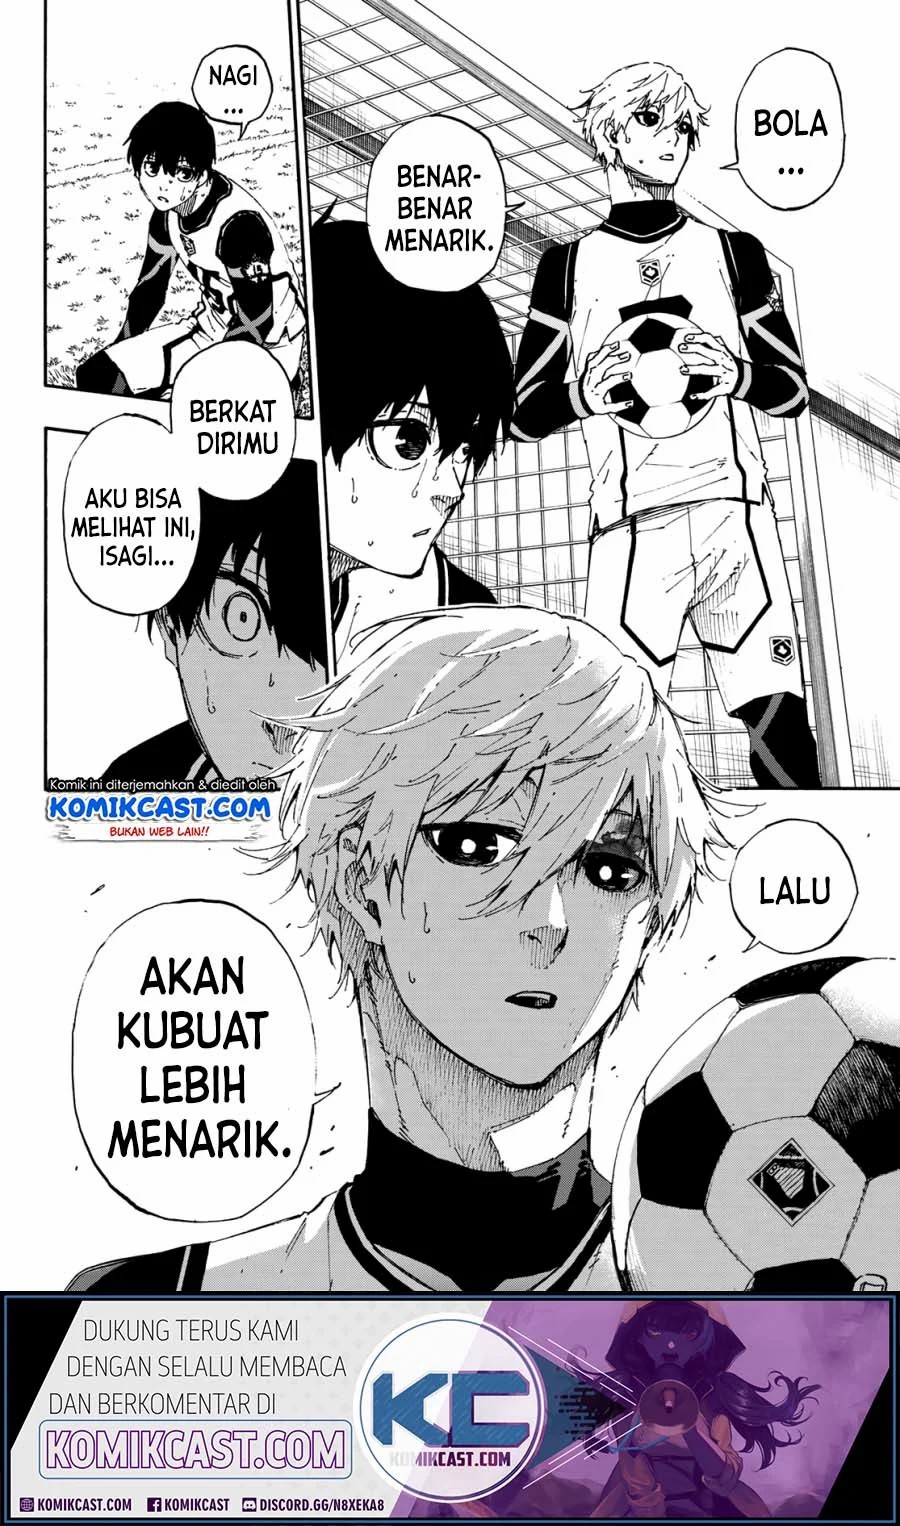 BOLA
...
BENAR-
BENAR
MENARIK.
NAGI
...
BERKAT
DIRIMU
AKU BISA
MELIHAT INI,
ISAGI...
Komik ini diterjemahkan & diedit oleh
KOMIKCAST.COM
BUKAN WEB LAIN!!
LALU
AKAN
KUBUAT
LEBIH
MENARIK.
DUKUNG TERUS KAMI
DENGAN SELALU MEMBACA
DAN BERKOMENTAR DI
KOMIKCAST.COM
KC
KOMIKCAST.COM
KOMIKCAST.COM KOMIKCAST DISCORD.GG/N8XEKA8